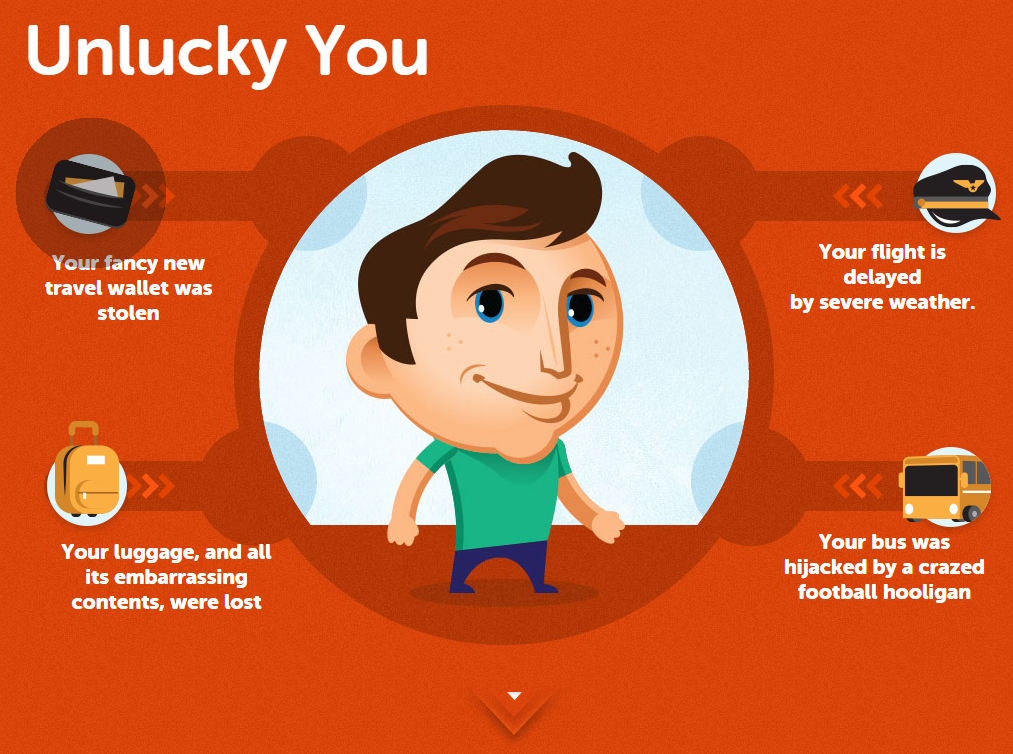 Unlucky You
Your fancy new
travel wallet was
stolen
Your flight is
delayed
by severe weather.
Your luggage, and all
its embarrassing
contents, were lost
Your bus was
hijacked by a crazed
football hooligan